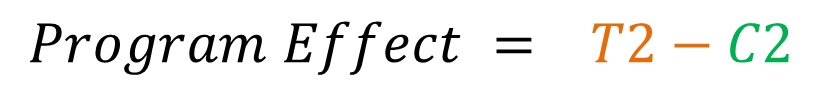 Program Effect = T2 − C2